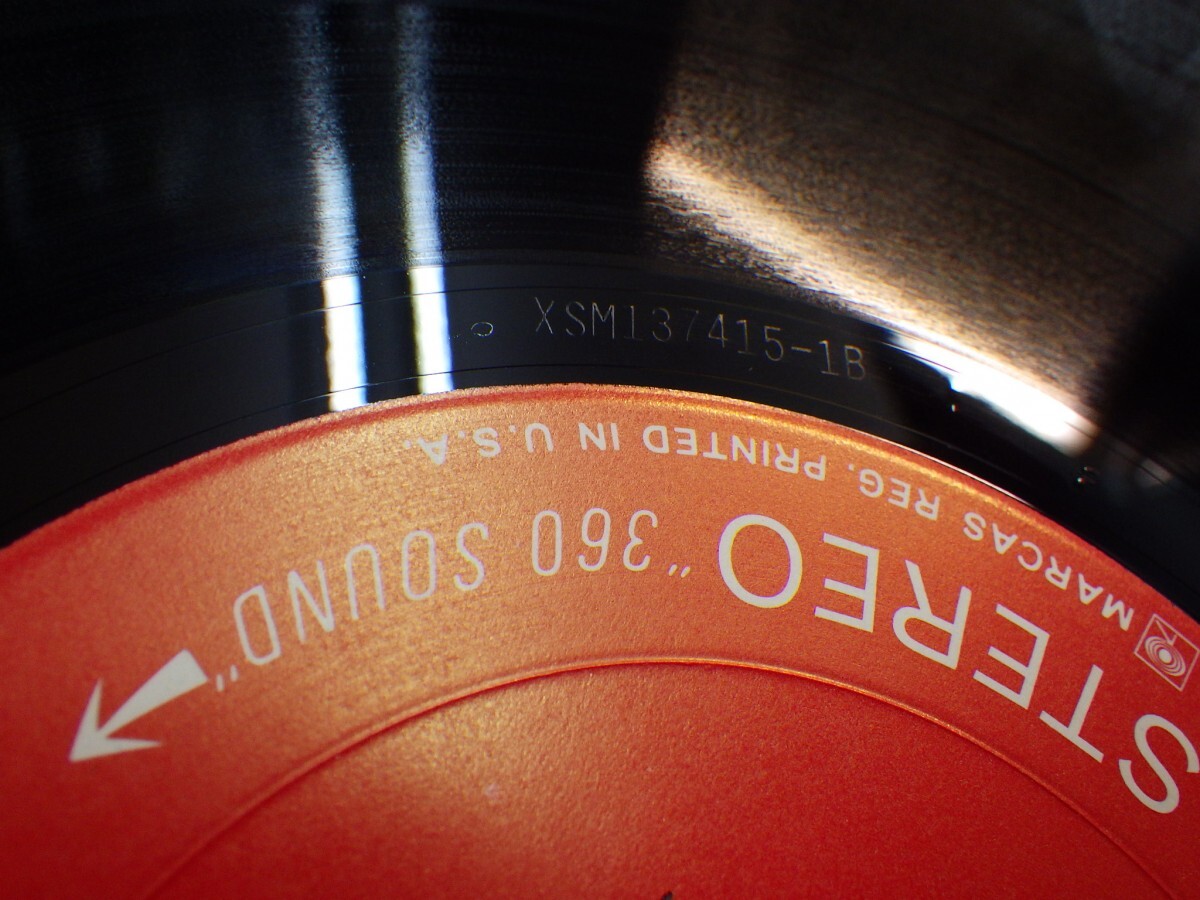 XSM137415-1B
MARCAS REG. PRINTED IN U.S.A.
STEREO "360 SOUND"